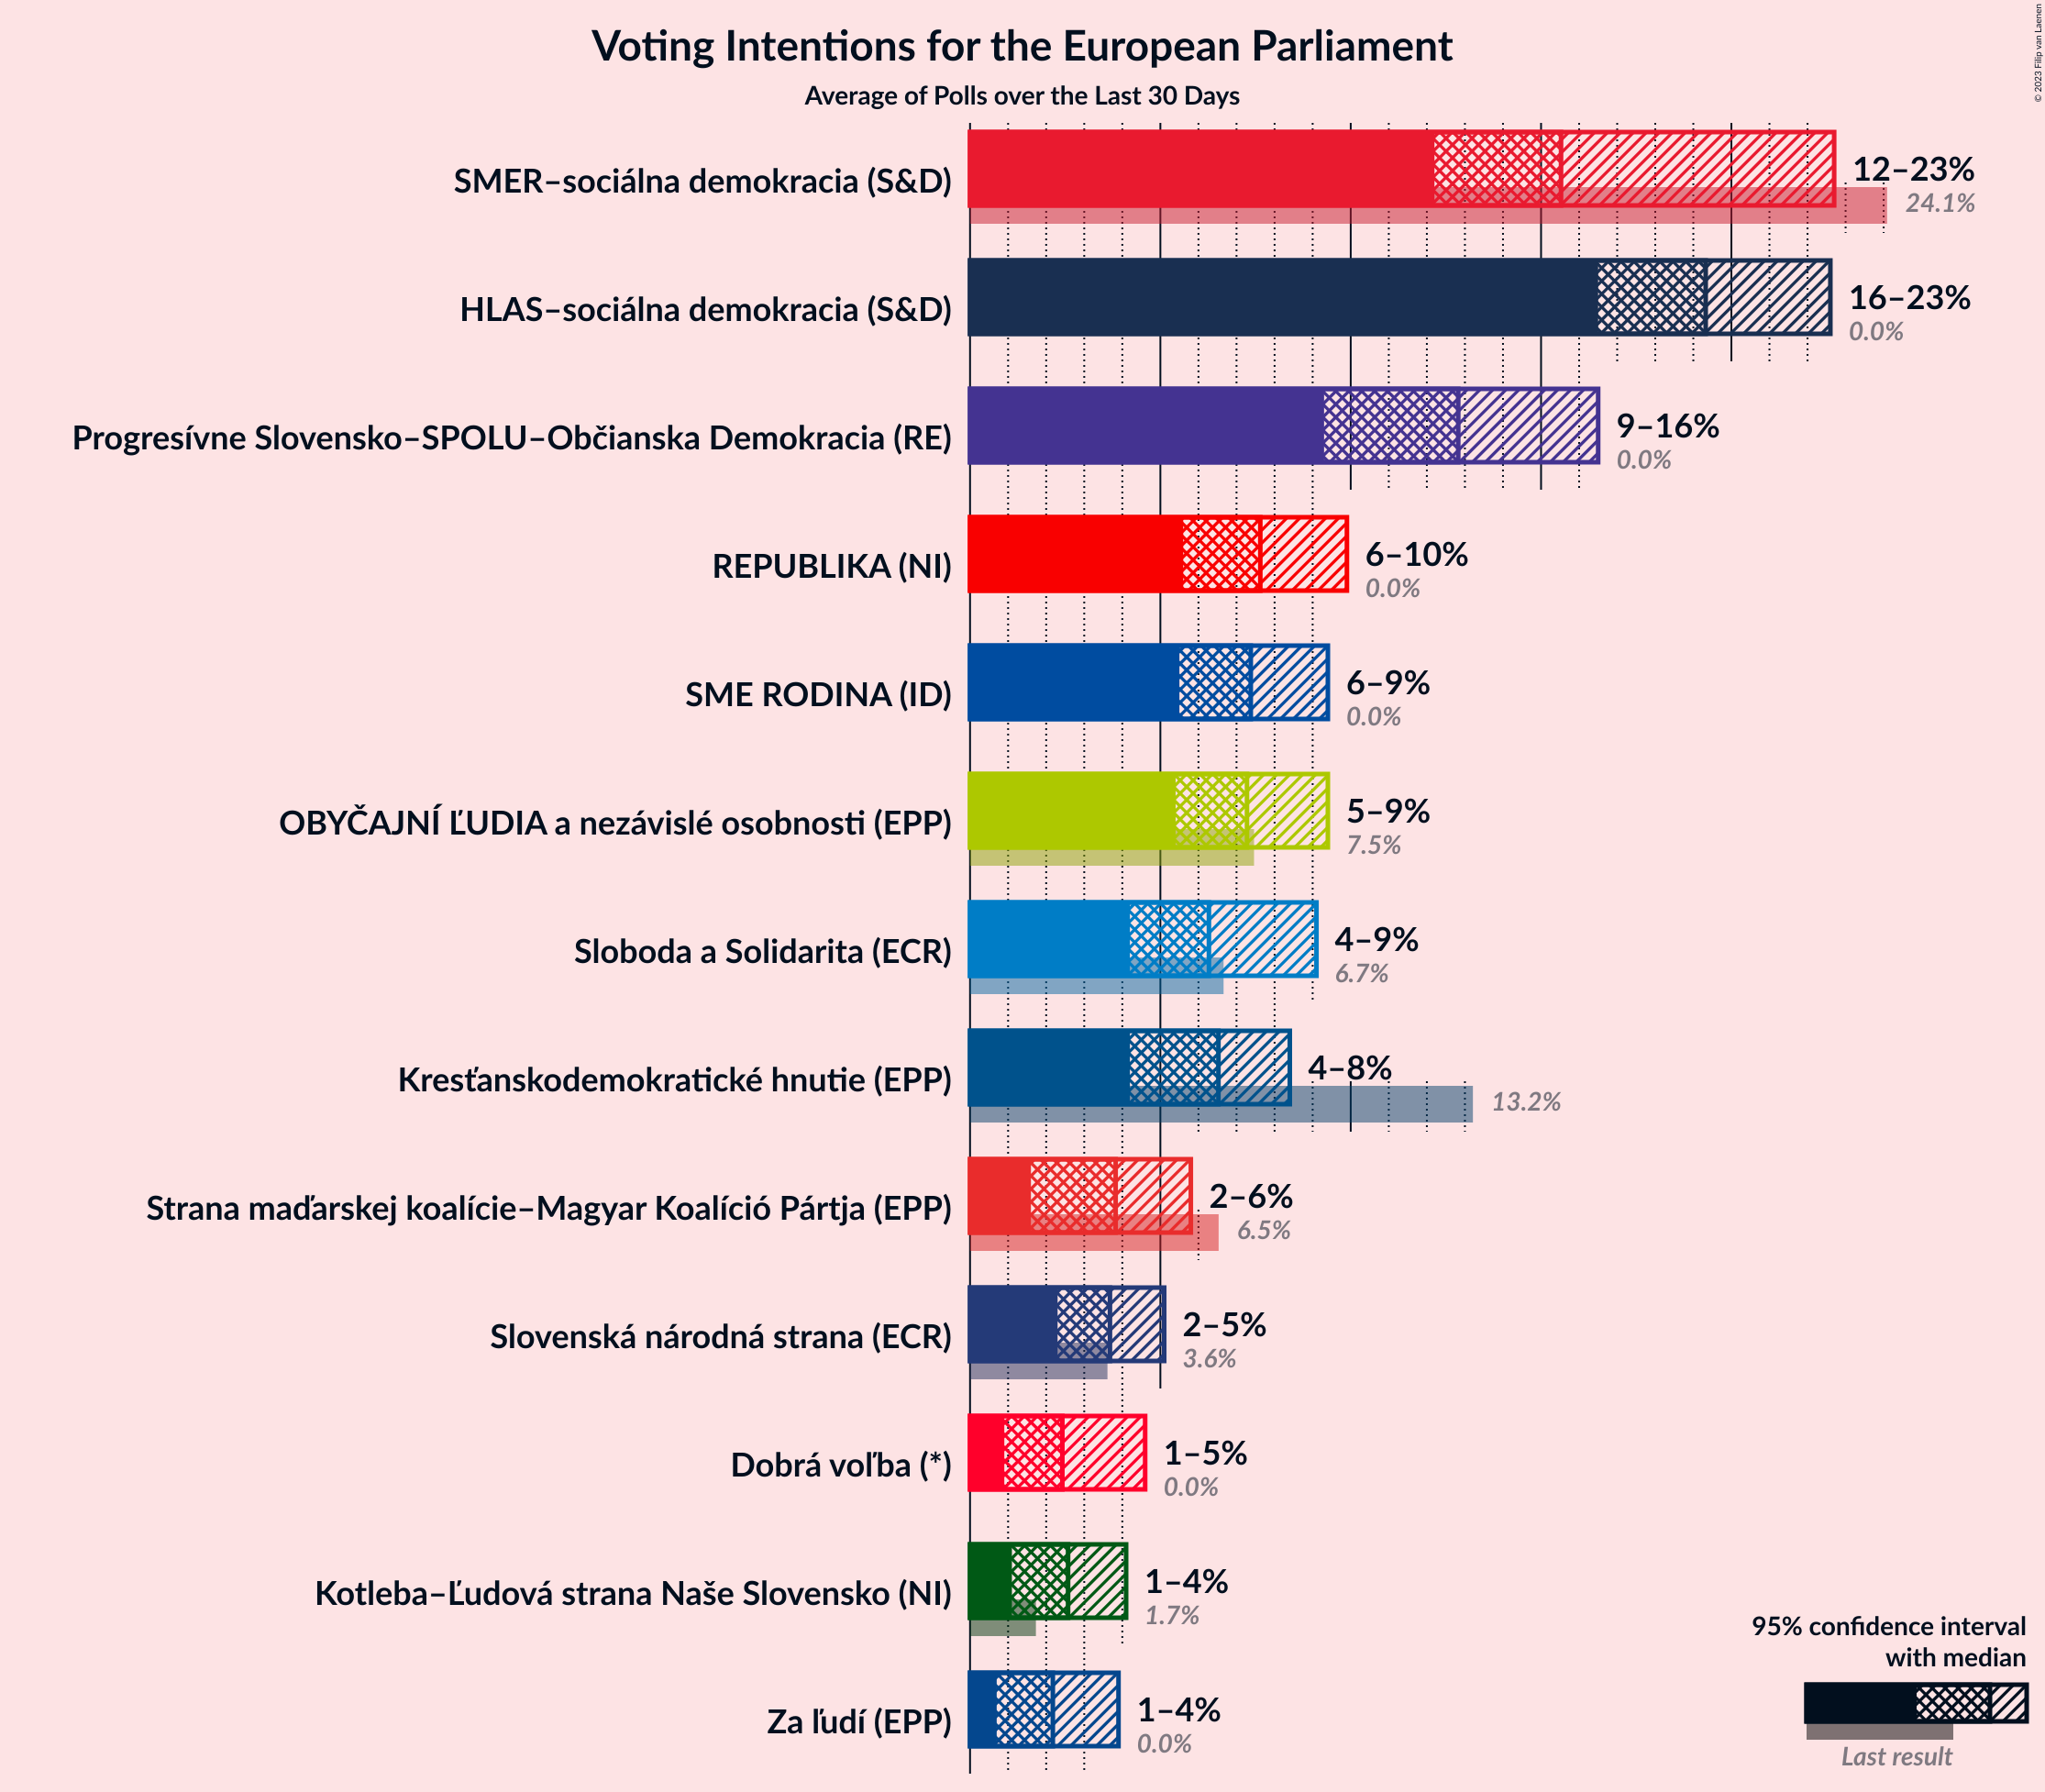 Voting Intentions for the European Parliament
Average of Polls over the Last 30 Days
© 2023 Filip van Laenen
SMER–sociálna demokracia (S&D)
12–23%
24.1%
HLAS–sociálna demokracia (S&D)
16–23%
0.0%
Progresívne Slovensko–SPOLU–Občianska Demokracia (RE)
9–16%
0.0%
REPUBLIKA (NI)
6–10%
0.0%
SME RODINA (ID)
6–9%
0.0%
OBYČAJNÍ ĽUDIA a nezávislé osobnosti (EPP)
5–9%
7.5%
Sloboda a Solidarita (ECR)
4–9%
6.7%
Kresťanskodemokratické hnutie (EPP)
4–8%
13.2%
Strana maďarskej koalície–Magyar Koalíció Pártja (EPP)
2–6%
6.5%
Slovenská národná strana (ECR)
2–5%
3.6%
Dobrá voľba (*)
1–5%
0.0%
Kotleba–Ľudová strana Naše Slovensko (NI)
1–4%
1.7%
Za ľudí (EPP)
1–4%
0.0%
95% confidence interval
with median
Last result